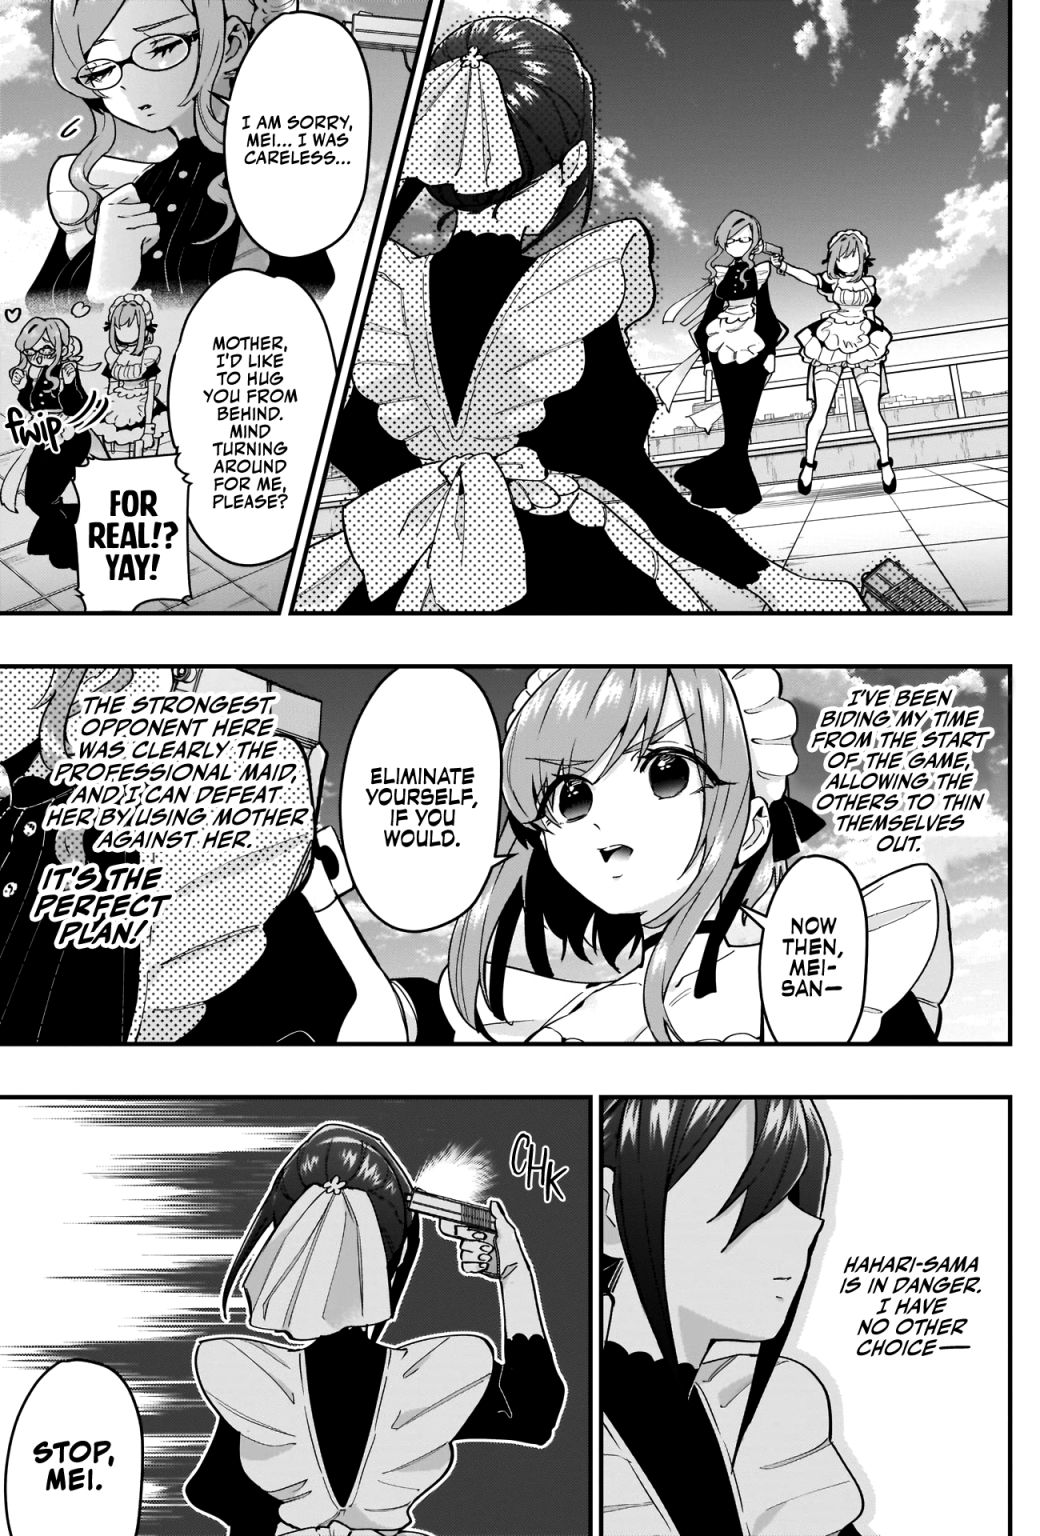 I AM SORRY,
MEI... I WAS
CARELESS...
MOTHER,
I'D LIKE
TO HUG
YOU FROM
BEHIND.
MIND
TURNING
AROUND
FOR ME,
PLEASE?
fwip
FOR
REAL!?
YAY!
I'VE BEEN
BIDING MY TIME
FROM THE START
OF THE GAME,
ALLOWING THE
OTHERS TO THIN
THEMSELVES
OUT.
NOW
THEN,
MEI-
SAN—
ELIMINATE
YOURSELF,
IF YOU
WOULD.
THE STRONGEST
OPPONENT HERE
WAS CLEARLY THE
PROFESSIONAL MAID,
AND I CAN DEFEAT
HER BY USING MOTHER
AGAINST HER.
IT'S THE
PERFECT
PLAN!
HAHARI-SAMA
IS IN DANGER.
I HAVE
NO OTHER
CHOICE—
CHK
STOP,
MEI.